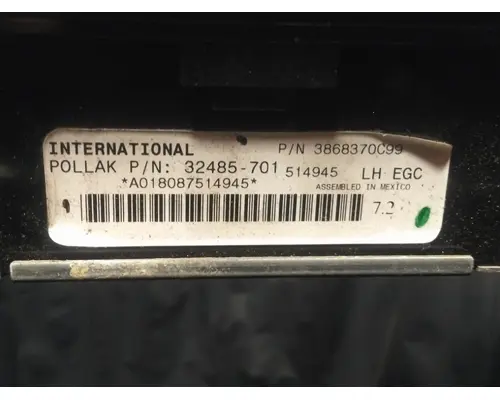 INTERNATIONAL P/N 3868370C99
POLLAK P/N: 32485-701 514945 LH EGC
*A018087514945* ASSEMBLED IN MEXICO
7.2